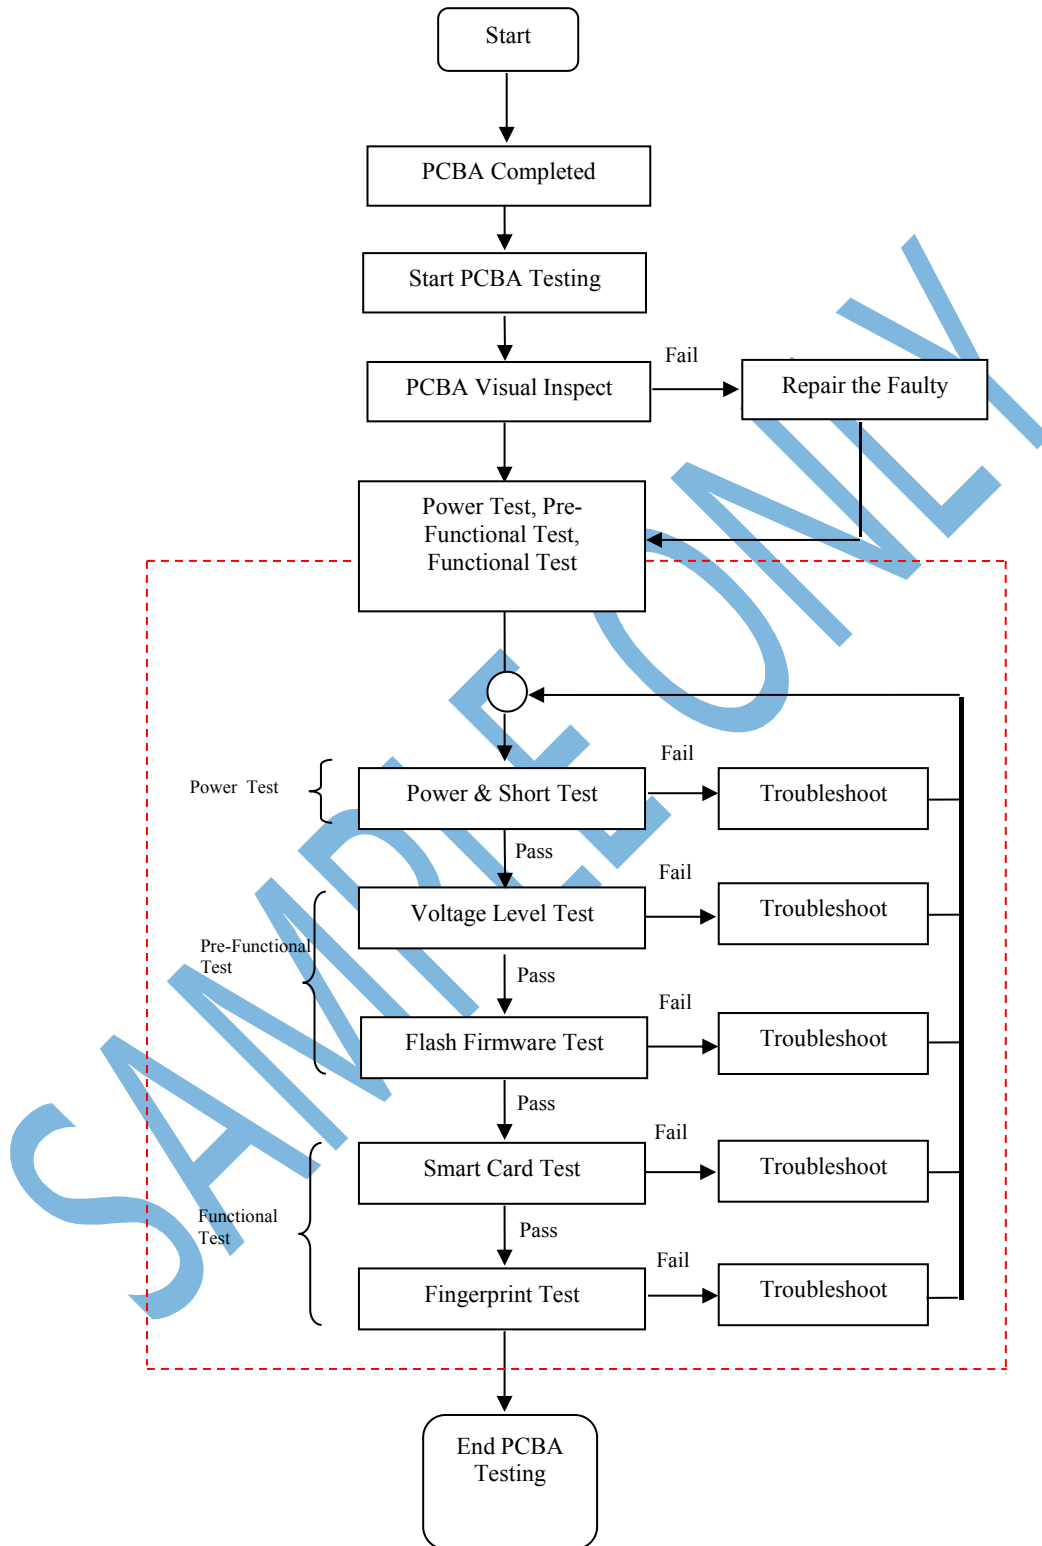 Start
PCBA Completed
Start PCBA Testing
Fail
PCBA Visual Inspect
Repair the Faulty
Power Test, Pre-
Functional Test,
Functional Test
Power Test
Power & Short Test
Fail
Troubleshoot
Pass
Pre-Functional
Test
Voltage Level Test
Fail
Troubleshoot
Pass
Flash Firmware Test
Fail
Troubleshoot
Pass
Functional
Test
Smart Card Test
Fail
Troubleshoot
Pass
Fingerprint Test
Fail
Troubleshoot
End PCBA
Testing
SAMPLE ONLY